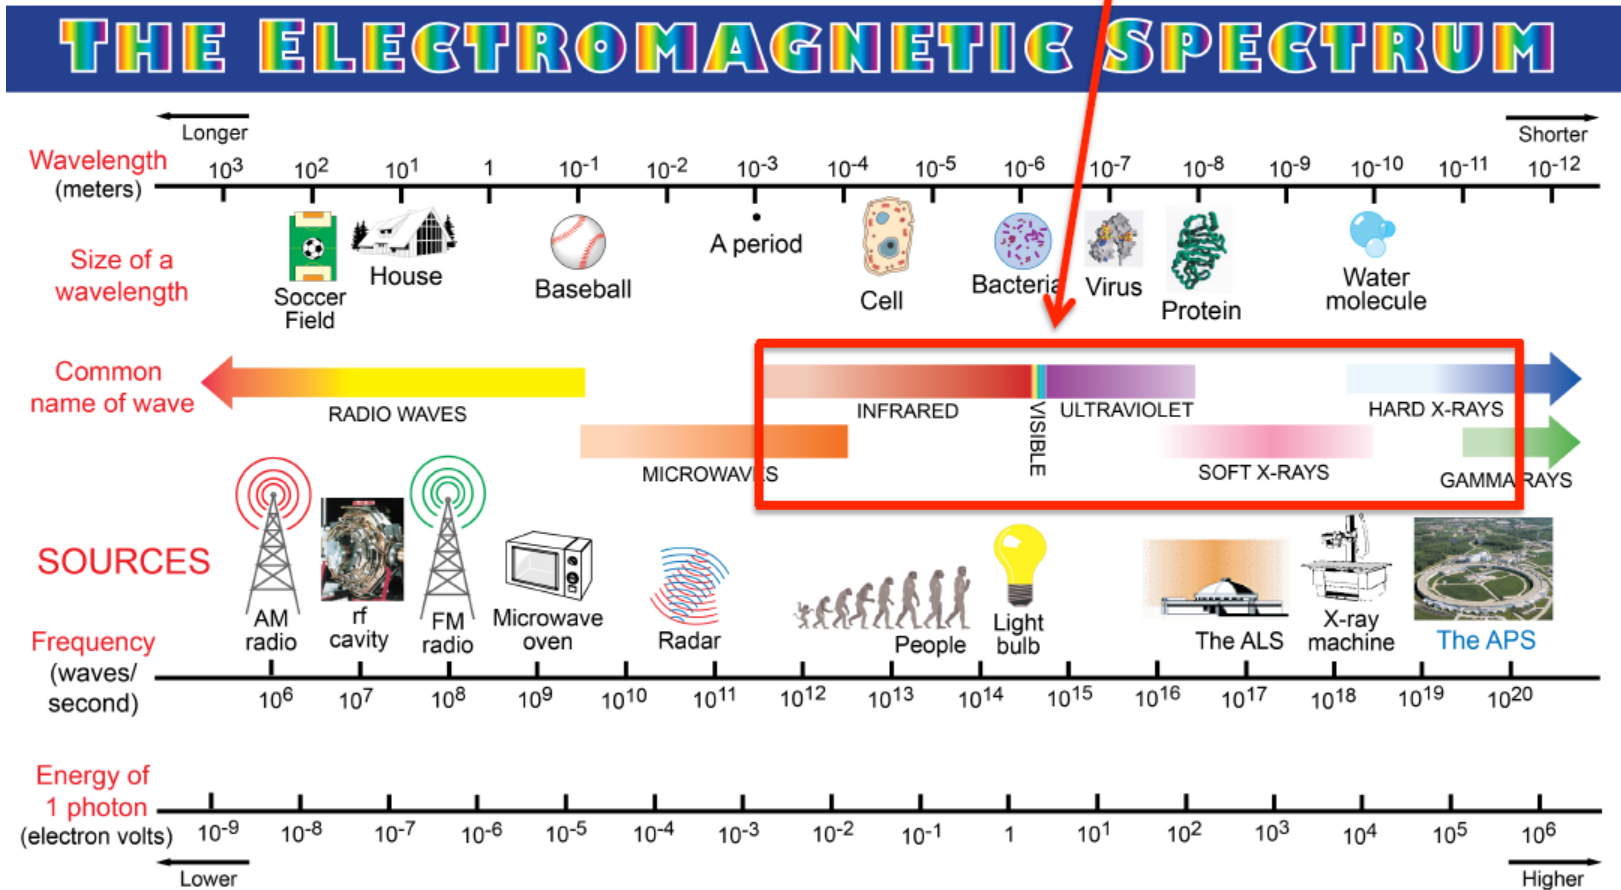 THE ELECTROMAGNETIC SPECTRUM
Longer
Shorter
Wavelength
(meters)
10³ 10² 10¹ 1 10⁻¹ 10⁻² 10⁻³ 10⁻⁴ 10⁻⁵ 10⁻⁶ 10⁻⁷ 10⁻⁸ 10⁻⁹ 10⁻¹⁰ 10⁻¹¹ 10⁻¹²
Size of a
wavelength
Soccer
Field
House
Baseball
A period
Cell
Bacteria
Virus
Protein
Water
molecule
Common
name of wave
RADIO WAVES
INFRARED
VISIBLE
ULTRAVIOLET
HARD X-RAYS
MICROWAVES
SOFT X-RAYS
GAMMA RAYS
SOURCES
AM
radio
rf
cavity
FM
radio
Microwave
oven
Radar
People
Light
bulb
The ALS
X-ray
machine
The APS
Frequency
(waves/
second)
10⁶ 10⁷ 10⁸ 10⁹ 10¹⁰ 10¹¹ 10¹² 10¹³ 10¹⁴ 10¹⁵ 10¹⁶ 10¹⁷ 10¹⁸ 10¹⁹ 10²⁰
Energy of
1 photon
(electron volts)
10⁻⁹ 10⁻⁸ 10⁻⁷ 10⁻⁶ 10⁻⁵ 10⁻⁴ 10⁻³ 10⁻² 10⁻¹ 1 10¹ 10² 10³ 10⁴ 10⁵ 10⁶
Lower
Higher